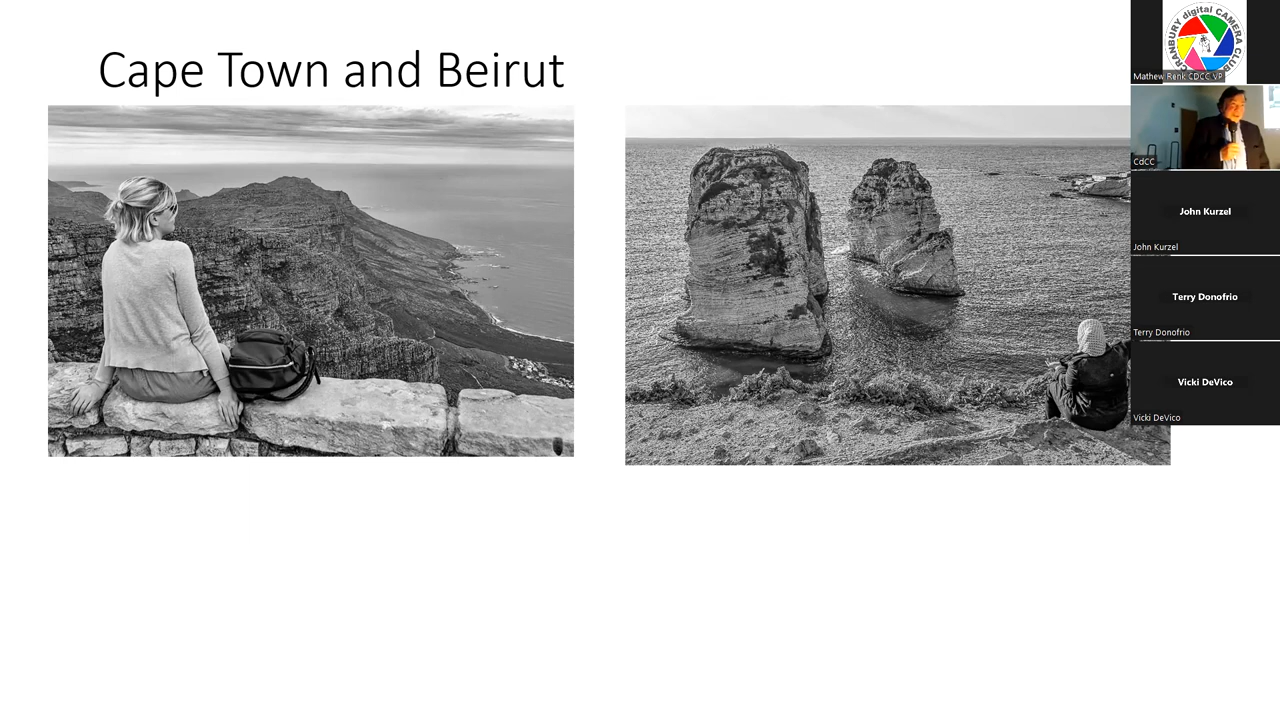 Cape Town and Beirut
CRANBURY digital CAMERA CLUB
Mathew Renk CDCC VP
CdCC
John Kurzel
John Kurzel
Terry Donofrio
Terry Donofrio
Vicki DeVico
Vicki DeVico